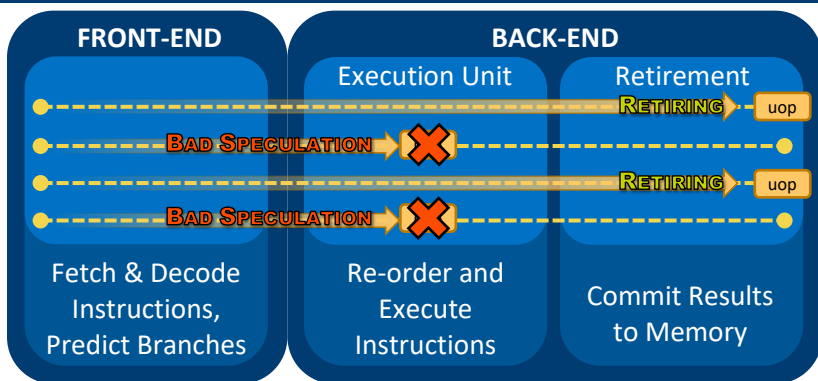 FRONT-END
BACK-END
Execution Unit
Retirement
RETIRING
uop
BAD SPECULATION
RETIRING
uop
BAD SPECULATION
Fetch & Decode
Instructions,
Predict Branches
Re-order and
Execute
Instructions
Commit Results
to Memory